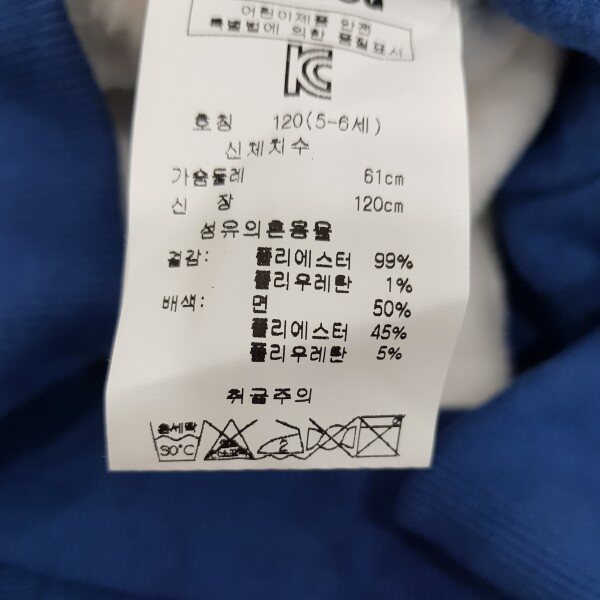 어린이제품 안전
특별법에 의한 품질표시
KC
호칭 120(5-6세)
신체치수
가슴둘레 61cm
신 장 120cm
섬유의혼용율
겉감: 폴리에스터 99%
폴리우레탄 1%
배색: 면 50%
폴리에스터 45%
폴리우레탄 5%
취급주의
손세탁
30°C
2